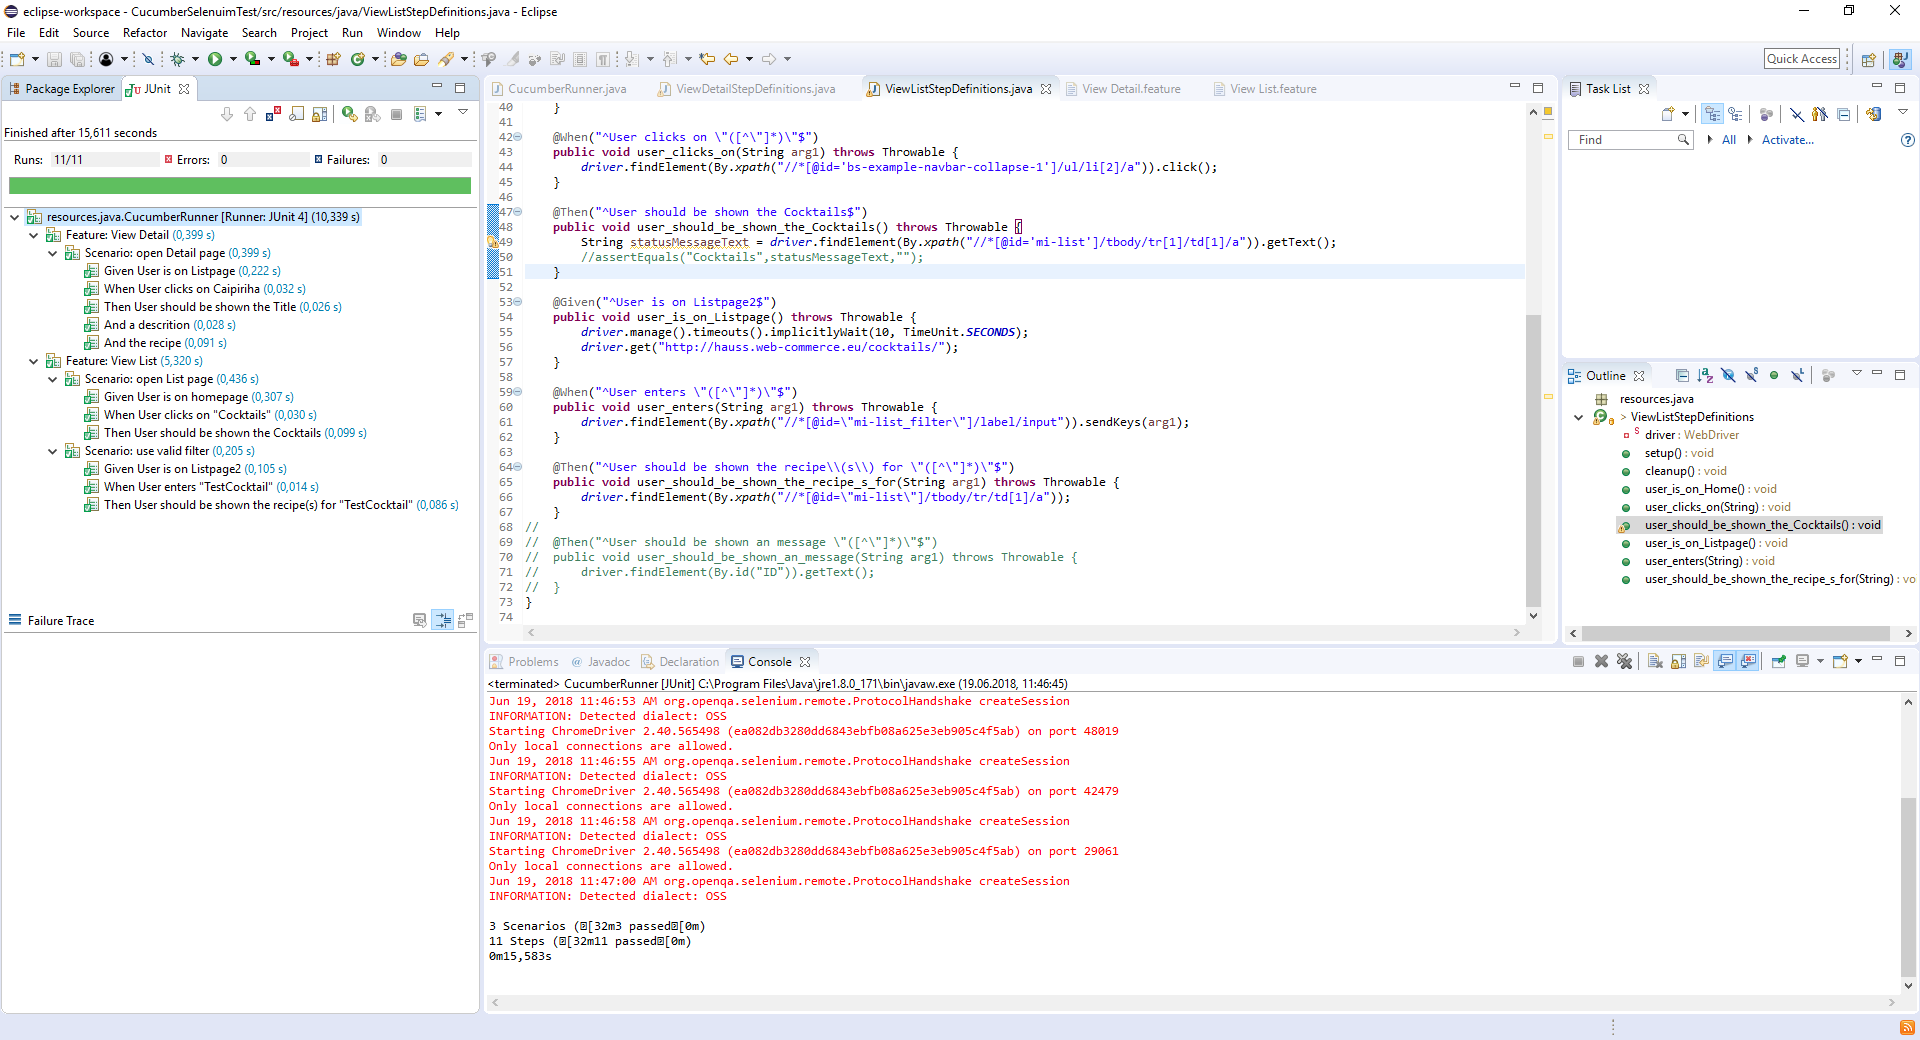 eclipse-workspace - CucumberSelenuimTest/src/resources/java/ViewListStepDefinitions.java - Eclipse
File Edit Source Refactor Navigate Search Project Run Window Help
Quick Access
Package Explorer JUnit
Finished after 15,611 seconds
Runs: 11/11 Errors: 0 Failures: 0
resources.java.CucumberRunner [Runner: JUnit 4] (10,339 s)
Feature: View Detail (0,399 s)
Scenario: open Detail page (0,399 s)
Given User is on Listpage (0,222 s)
When User clicks on Caipiriha (0,032 s)
Then User should be shown the Title (0,026 s)
And a descrition (0,028 s)
And the recipe (0,091 s)
Feature: View List (5,320 s)
Scenario: open List page (0,436 s)
Given User is on homepage (0,307 s)
When User clicks on "Cocktails" (0,030 s)
Then User should be shown the Cocktails (0,099 s)
Scenario: use valid filter (0,205 s)
Given User is on Listpage2 (0,105 s)
When User enters "TestCocktail" (0,014 s)
Then User should be shown the recipe(s) for "TestCocktail" (0,086 s)
Failure Trace
CucumberRunner.java ViewDetailStepDefinitions.java ViewListStepDefinitions.java View Detail.feature View List.feature
40 }
41
42 @When("^User clicks on \"([^\"]*)\"$")
43 public void user_clicks_on(String arg1) throws Throwable {
44 driver.findElement(By.xpath("//*[@id='bs-example-navbar-collapse-1']/ul/li[2]/a")).click();
45 }
46
47 @Then("^User should be shown the Cocktails$")
48 public void user_should_be_shown_the_Cocktails() throws Throwable {
49 String statusMessageText = driver.findElement(By.xpath("//*[@id='mi-list']/tbody/tr[1]/td[1]/a")).getText();
50 //assertEquals("Cocktails",statusMessageText,"");
51 }
52
53 @Given("^User is on Listpage2$")
54 public void user_is_on_Listpage() throws Throwable {
55 driver.manage().timeouts().implicitlyWait(10, TimeUnit.SECONDS);
56 driver.get("http://hauss.web-commerce.eu/cocktails/");
57 }
58
59 @When("^User enters \"([^\"]*)\"$")
60 public void user_enters(String arg1) throws Throwable {
61 driver.findElement(By.xpath("//*[@id=\"mi-list_filter\"]/label/input")).sendKeys(arg1);
62 }
63
64 @Then("^User should be shown the recipe\\(s\\) for \"([^\"]*)\"$")
65 public void user_should_be_shown_the_recipe_s_for(String arg1) throws Throwable {
66 driver.findElement(By.xpath("//*[@id=\"mi-list\"]/tbody/tr/td[1]/a"));
67 }
68 //
69 // @Then("^User should be shown an message \"([^\"]*)\"$")
70 // public void user_should_be_shown_an_message(String arg1) throws Throwable {
71 // driver.findElement(By.id("ID")).getText();
72 // }
73 }
74
Task List
Find All Activate...
Outline
resources.java
> ViewListStepDefinitions
driver : WebDriver
setup() : void
cleanup() : void
user_is_on_Home() : void
user_clicks_on(String) : void
user_should_be_shown_the_Cocktails() : void
user_is_on_Listpage() : void
user_enters(String) : void
user_should_be_shown_the_recipe_s_for(String) : vo
Problems @ Javadoc Declaration Console
<terminated> CucumberRunner [JUnit] C:\Program Files\Java\jre1.8.0_171\bin\javaw.exe (19.06.2018, 11:46:45)
Jun 19, 2018 11:46:53 AM org.openqa.selenium.remote.ProtocolHandshake createSession
INFORMATION: Detected dialect: OSS
Starting ChromeDriver 2.40.565498 (ea082db3280dd6843ebfb08a625e3eb905c4f5ab) on port 48019
Only local connections are allowed.
Jun 19, 2018 11:46:55 AM org.openqa.selenium.remote.ProtocolHandshake createSession
INFORMATION: Detected dialect: OSS
Starting ChromeDriver 2.40.565498 (ea082db3280dd6843ebfb08a625e3eb905c4f5ab) on port 42479
Only local connections are allowed.
Jun 19, 2018 11:46:58 AM org.openqa.selenium.remote.ProtocolHandshake createSession
INFORMATION: Detected dialect: OSS
Starting ChromeDriver 2.40.565498 (ea082db3280dd6843ebfb08a625e3eb905c4f5ab) on port 29061
Only local connections are allowed.
Jun 19, 2018 11:47:00 AM org.openqa.selenium.remote.ProtocolHandshake createSession
INFORMATION: Detected dialect: OSS
3 Scenarios ([32m3 passed[0m)
11 Steps ([32m11 passed[0m)
0m15,583s